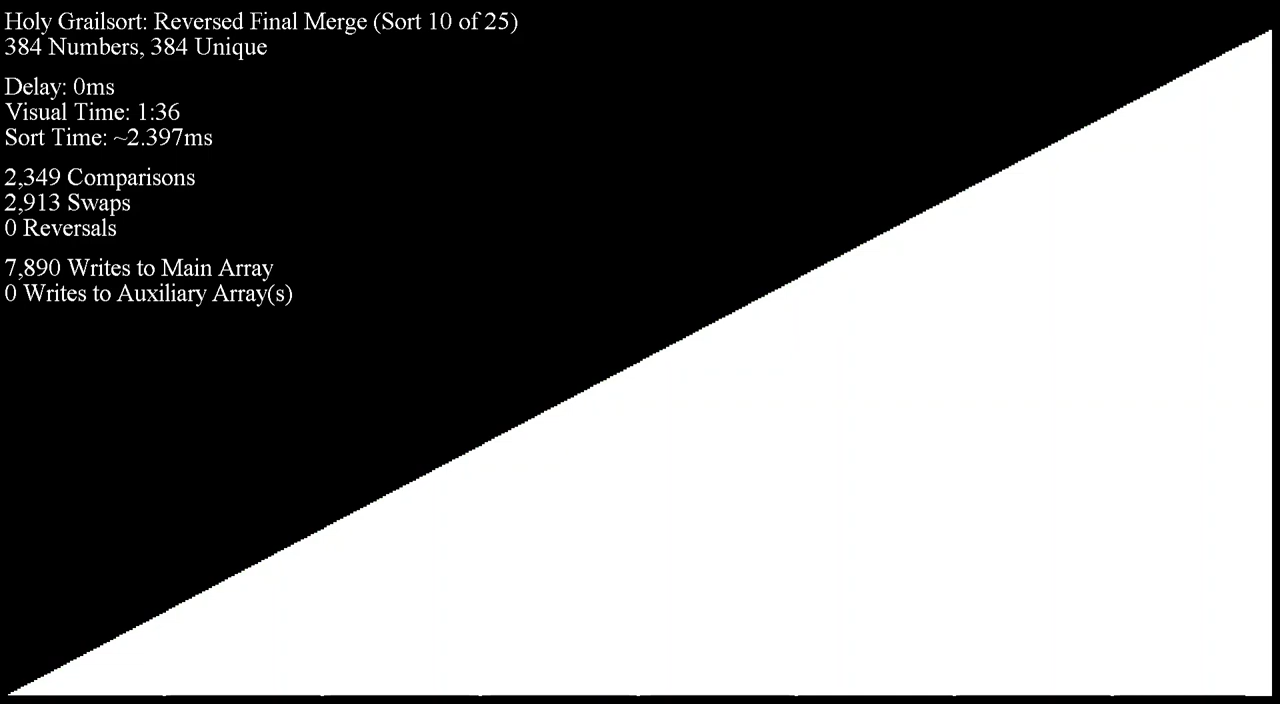 Holy Grailsort: Reversed Final Merge (Sort 10 of 25)
384 Numbers, 384 Unique
Delay: 0ms
Visual Time: 1:36
Sort Time: ~2.397ms
2,349 Comparisons
2,913 Swaps
0 Reversals
7,890 Writes to Main Array
0 Writes to Auxiliary Array(s)